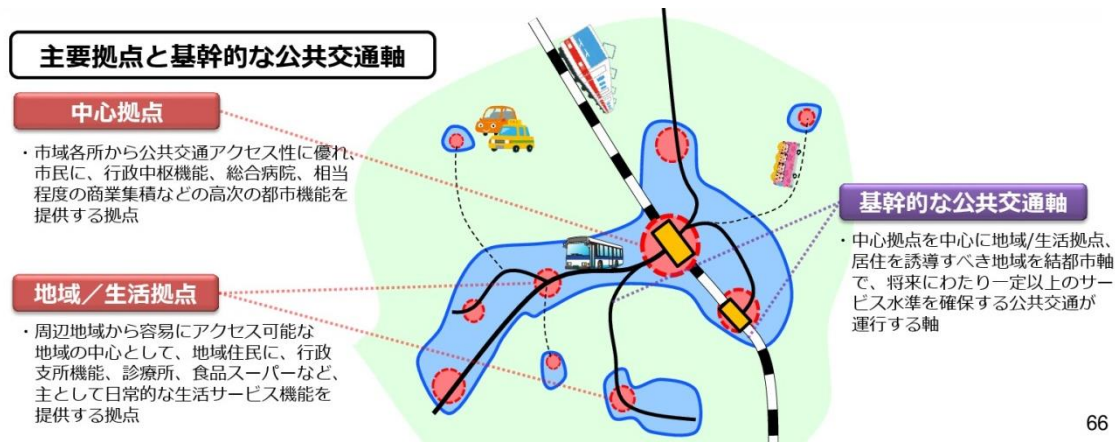 主要拠点と基幹的な公共交通軸
中心拠点
・市域各所から公共交通アクセス性に優れ、
市民に、行政中枢機能、総合病院、相当
程度の商業集積などの高次の都市機能を
提供する拠点
地域／生活拠点
・周辺地域から容易にアクセス可能な
地域の中心として、地域住民に、行政
支所機能、診療所、食品スーパーなど、
主として日常的な生活サービス機能を
提供する拠点
基幹的な公共交通軸
・中心拠点を中心に地域/生活拠点、
居住を誘導すべき地域を結都市軸
で、将来にわたり一定以上のサー
ビス水準を確保する公共交通が
運行する軸
66